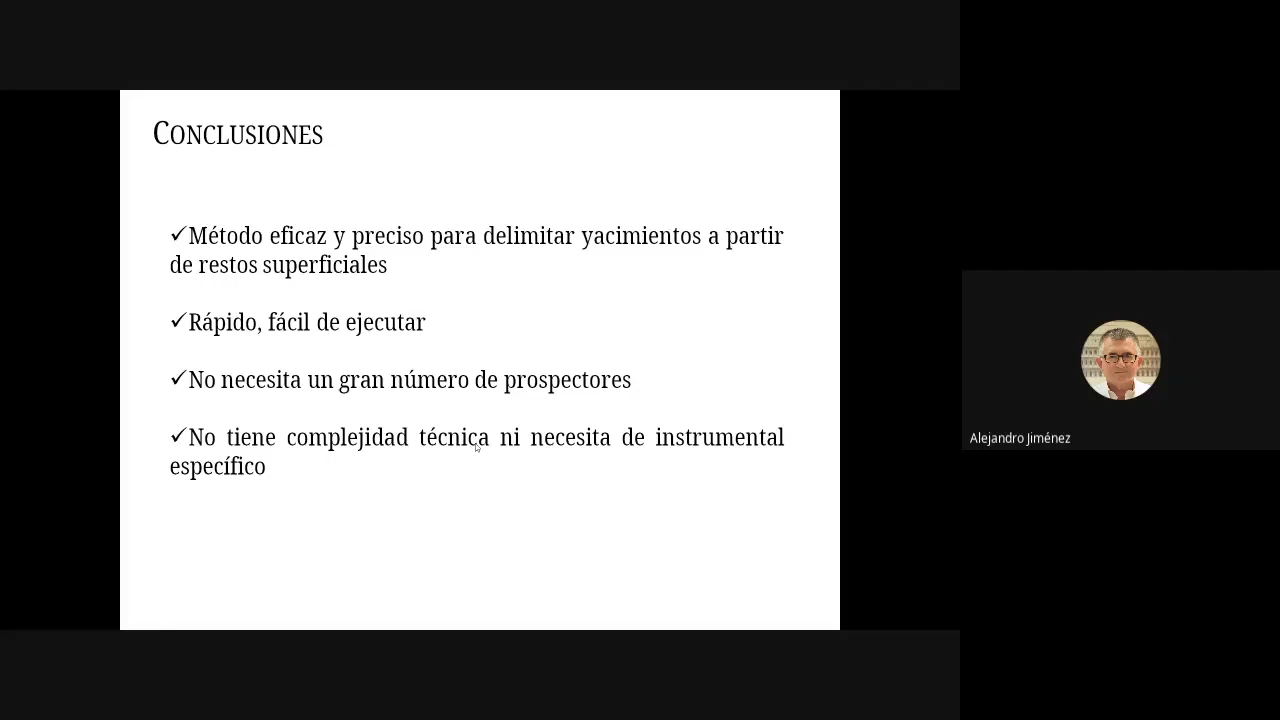 CONCLUSIONES
✓Método eficaz y preciso para delimitar yacimientos a partir
de restos superficiales
✓Rápido, fácil de ejecutar
✓No necesita un gran número de prospectores
✓No tiene complejidad técnica ni necesita de instrumental
específico
Alejandro Jiménez